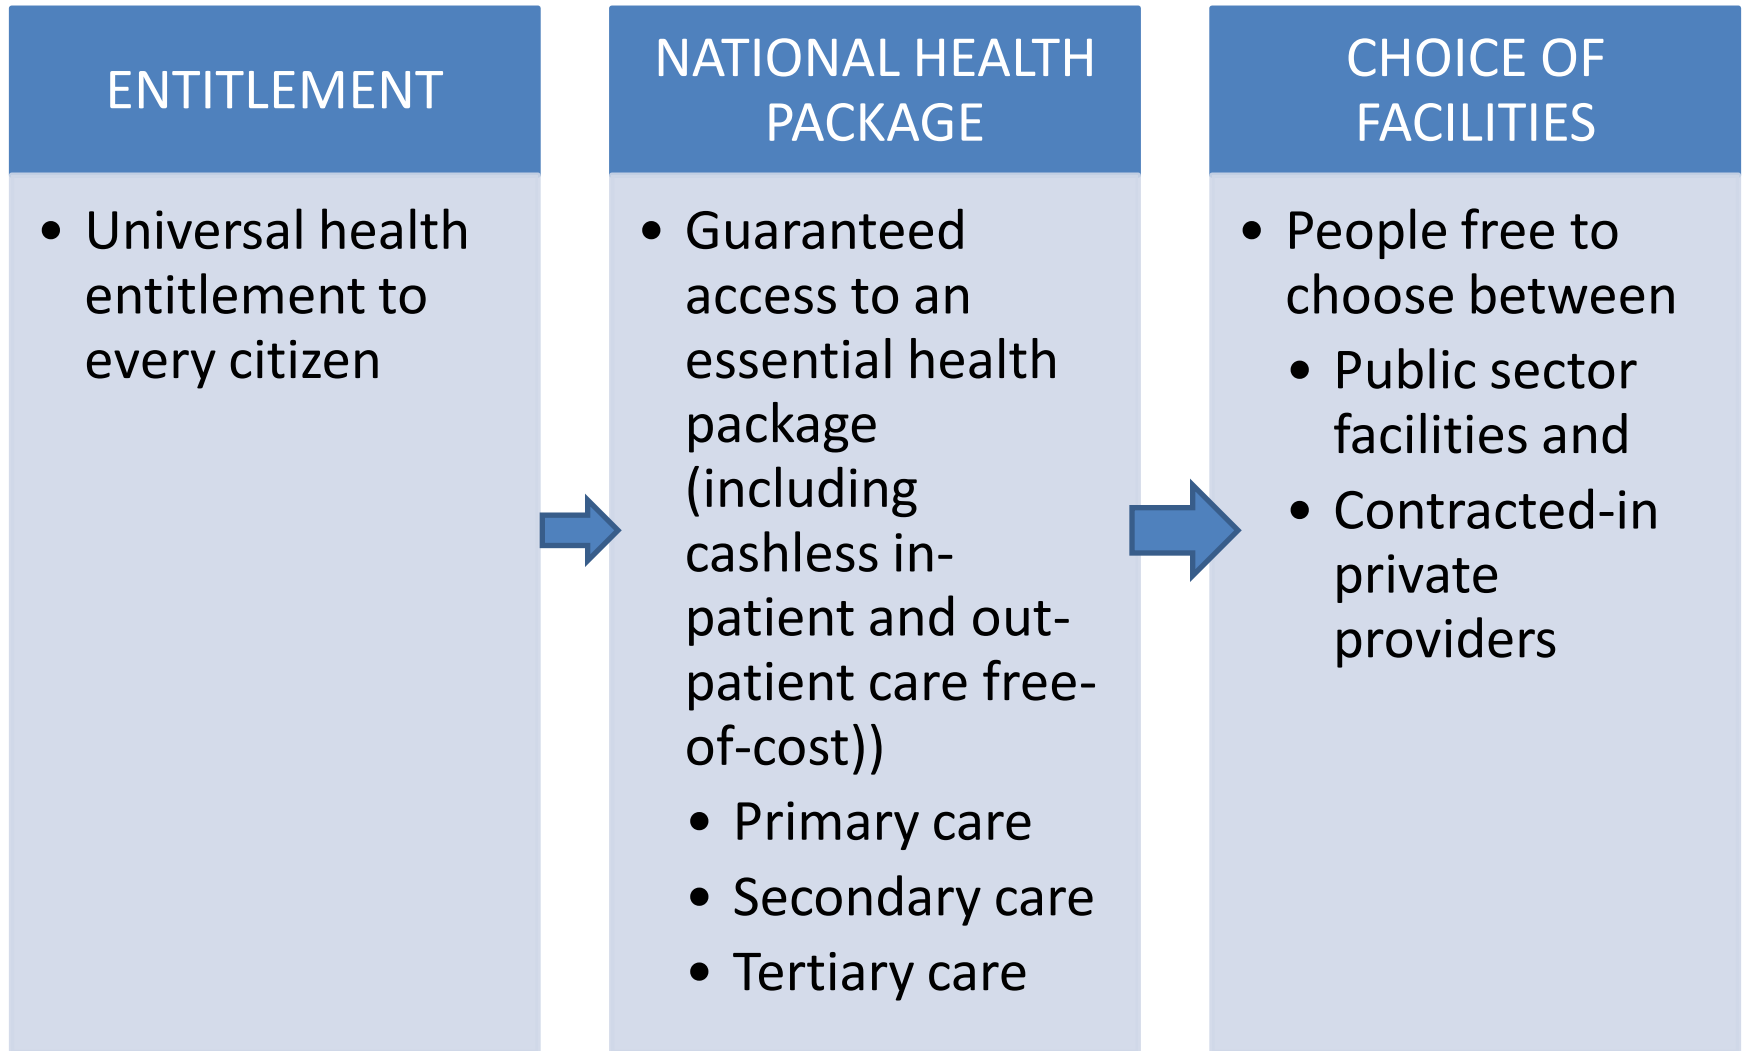 ENTITLEMENT
• Universal health
entitlement to
every citizen
NATIONAL HEALTH
PACKAGE
• Guaranteed
access to an
essential health
package
(including
cashless in-
patient and out-
patient care free-
of-cost))
• Primary care
• Secondary care
• Tertiary care
CHOICE OF
FACILITIES
• People free to
choose between
• Public sector
facilities and
• Contracted-in
private
providers